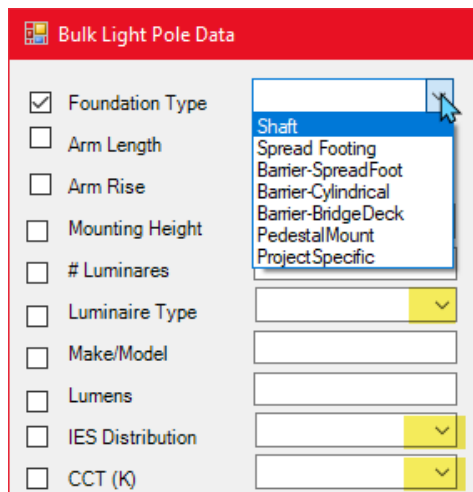 Bulk Light Pole Data
Foundation Type
Shaft
Spread Footing
Barrier-SpreadFoot
Barrier-Cylindrical
Barrier-BridgeDeck
PedestalMount
ProjectSpecific
Arm Length
Arm Rise
Mounting Height
# Luminares
Luminaire Type
Make/Model
Lumens
IES Distribution
CCT (K)